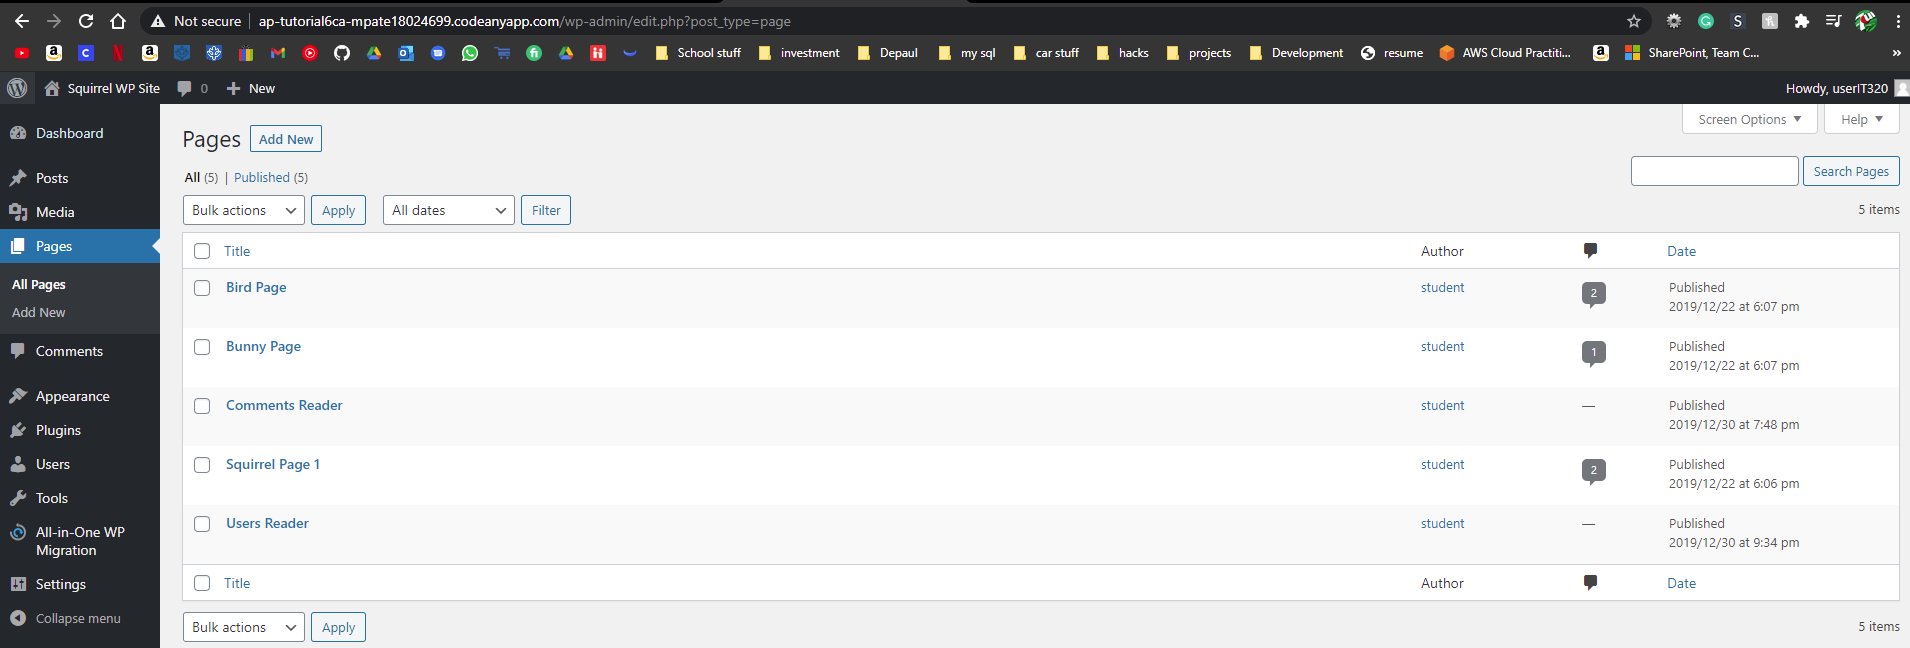 Not secure | ap-tutorial6ca-mpate18024699.codeanyapp.com/wp-admin/edit.php?post_type=page
School stuff investment Depaul my sql car stuff hacks projects Development resume AWS Cloud Practiti... SharePoint, Team C... »
Squirrel WP Site 0 + New Howdy, userIT320
Dashboard
Posts
Media
Pages
All Pages
Add New
Comments
Appearance
Plugins
Users
Tools
All-in-One WP
Migration
Settings
Collapse menu
Screen Options Help
Pages Add New
All (5) | Published (5)
Search Pages
Bulk actions Apply All dates Filter
5 items
Title Author Date
Bird Page student 2 Published
2019/12/22 at 6:07 pm
Bunny Page student 1 Published
2019/12/22 at 6:07 pm
Comments Reader student — Published
2019/12/30 at 7:48 pm
Squirrel Page 1 student 2 Published
2019/12/22 at 6:06 pm
Users Reader student — Published
2019/12/30 at 9:34 pm
Title Author Date
Bulk actions Apply
5 items